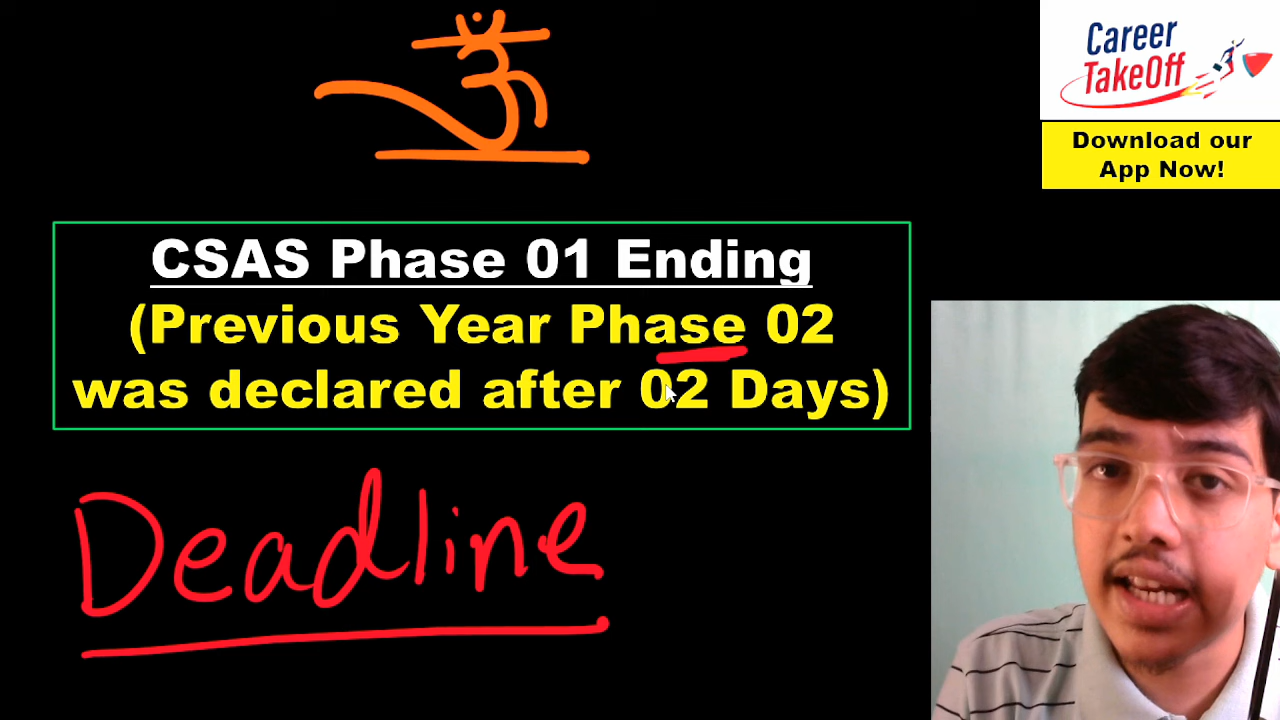 Career
TakeOff
Download our
App Now!
CSAS Phase 01 Ending
(Previous Year Phase 02
was declared after 02 Days)
Deadline